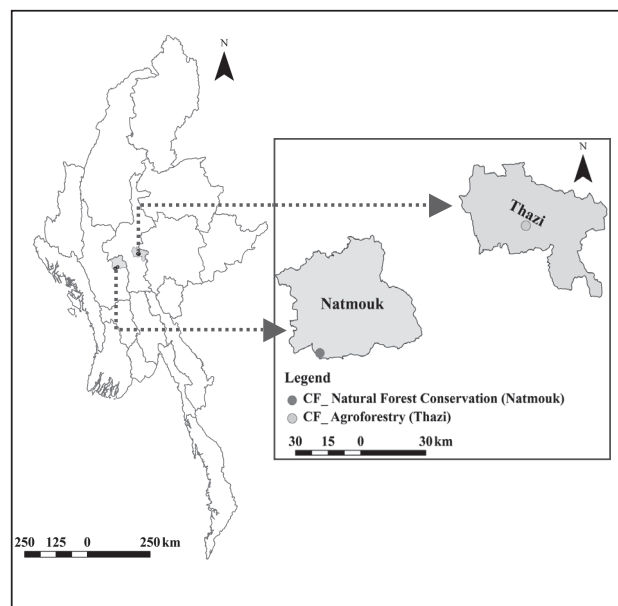 N
N
Thazi
Natmouk
Legend
CF_ Natural Forest Conservation (Natmouk)
CF_ Agroforestry (Thazi)
30 15 0 30 km
250 125 0 250 km